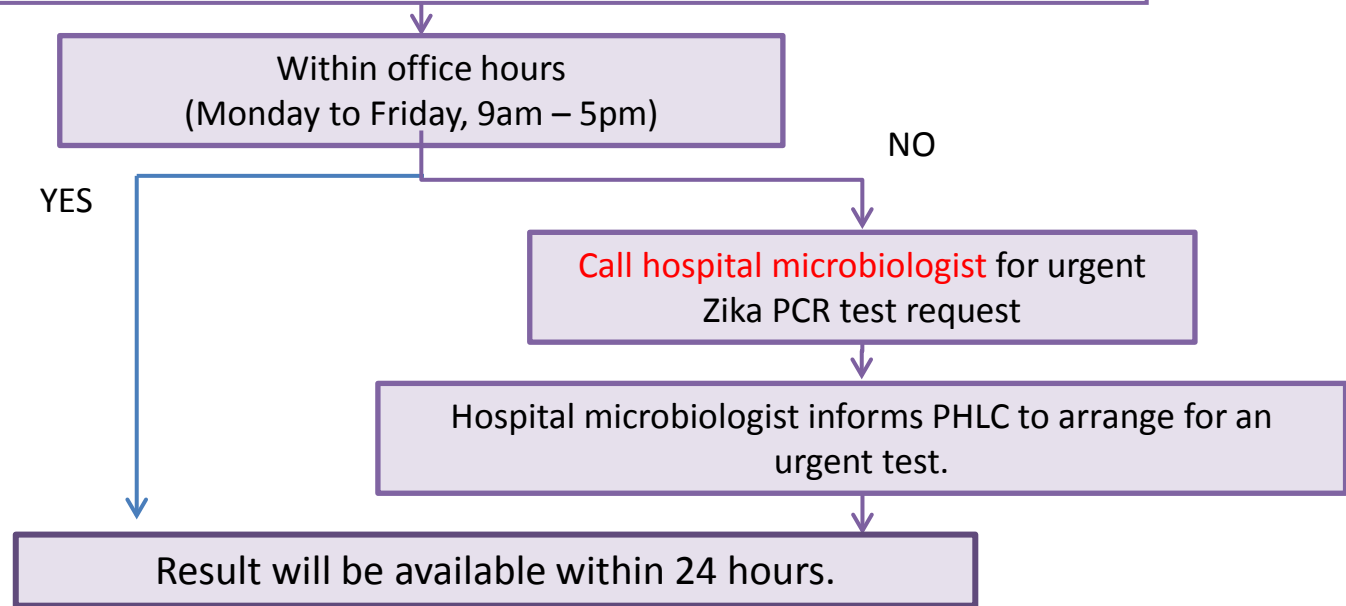 Within office hours
(Monday to Friday, 9am – 5pm)
NO
YES
Call hospital microbiologist for urgent
Zika PCR test request
Hospital microbiologist informs PHLC to arrange for an
urgent test.
Result will be available within 24 hours.